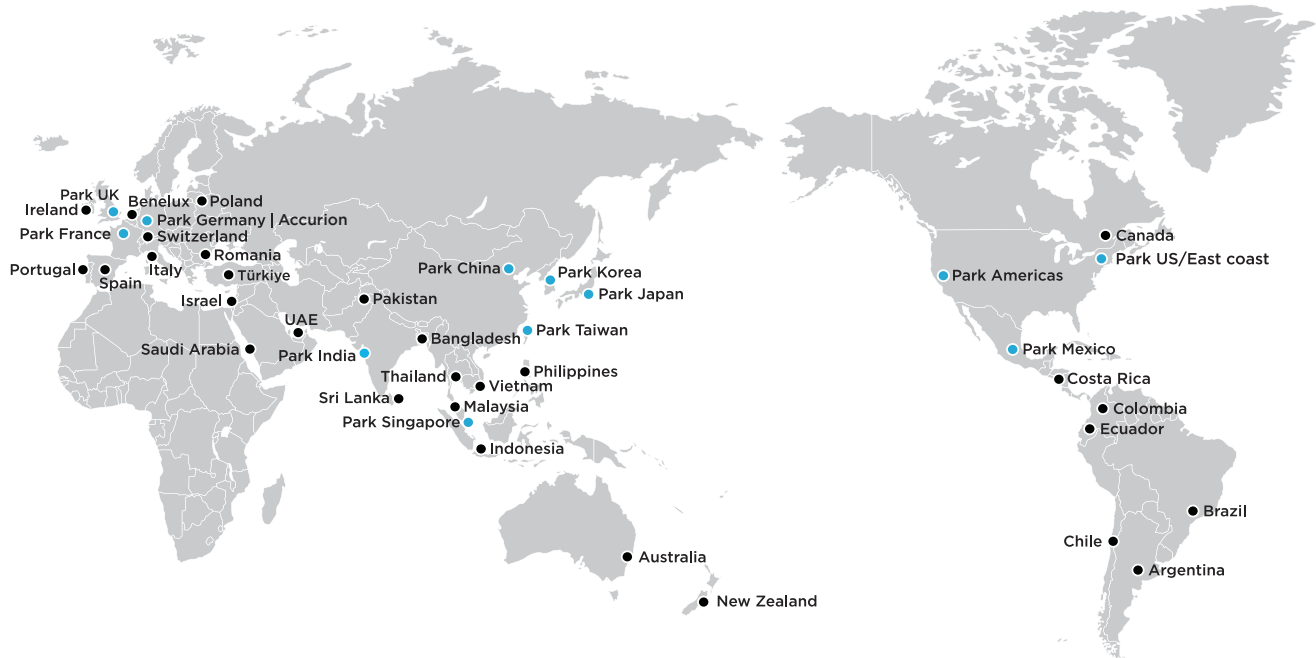 Park UK
Ireland
Benelux
Poland
Park Germany | Accurion
Park France
Switzerland
Romania
Portugal
Spain
Italy
Türkiye
Israel
UAE
Saudi Arabia
Pakistan
Park India
Bangladesh
Sri Lanka
Thailand
Vietnam
Malaysia
Park Singapore
Indonesia
Philippines
Park China
Park Korea
Park Japan
Park Taiwan
Australia
New Zealand
Canada
Park US/East coast
Park Americas
Park Mexico
Costa Rica
Colombia
Ecuador
Brazil
Chile
Argentina